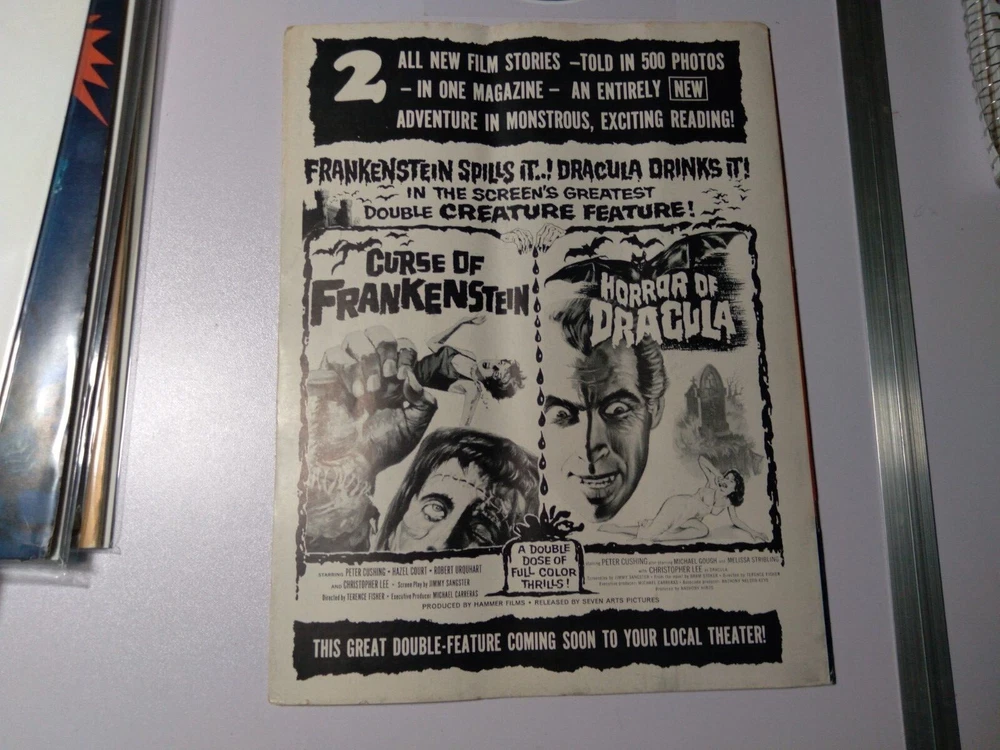 2 ALL NEW FILM STORIES – TOLD IN 500 PHOTOS
– IN ONE MAGAZINE – AN ENTIRELY NEW
ADVENTURE IN MONSTROUS, EXCITING READING!
FRANKENSTEIN SPILLS IT..! DRACULA DRINKS IT!
IN THE SCREEN'S GREATEST
DOUBLE CREATURE FEATURE!
CURSE OF
FRANKENSTEIN
HORROR OF
DRACULA
A DOUBLE
DOSE OF
FULL COLOR
THRILLS!
STARRING PETER CUSHING • HAZEL COURT • ROBERT URQUHART
AND CHRISTOPHER LEE • Screen Play by JIMMY SANGSTER
Directed by TERENCE FISHER • Executive Producer MICHAEL CARRERAS
PETER CUSHING MICHAEL GOUGH and MELISSA STRIBLING
with CHRISTOPHER LEE as DRACULA
PRODUCED BY HAMMER FILMS • RELEASED BY SEVEN ARTS PICTURES
THIS GREAT DOUBLE-FEATURE COMING SOON TO YOUR LOCAL THEATER!